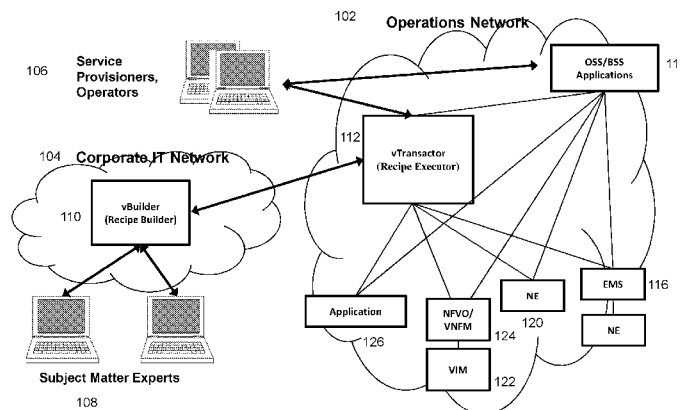 102
Operations Network
106
Service
Provisioners,
Operators
OSS/BSS
Applications
11
112
vTransactor
(Recipe Executor)
104
Corporate IT Network
110
vBuilder
(Recipe Builder)
Application
126
NFVO/
VNFM
124
VIM
122
NE
120
EMS
116
NE
Subject Matter Experts
108